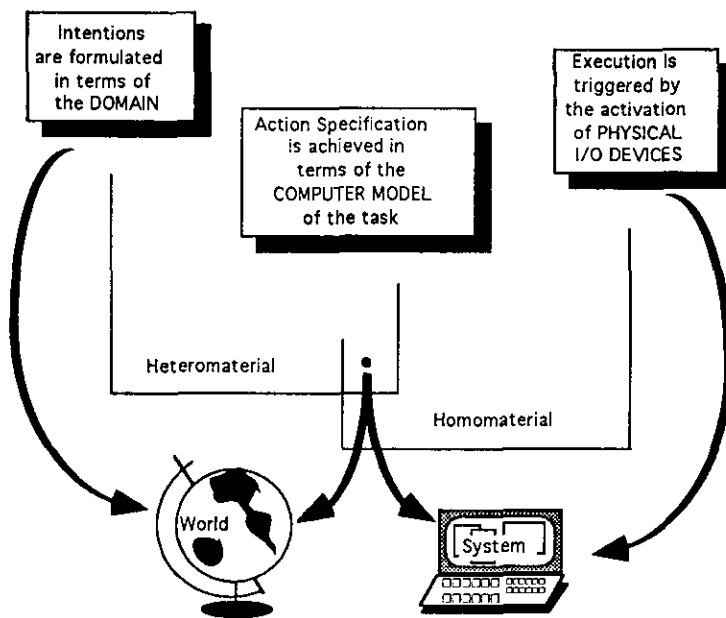 Intentions
are formulated
in terms of
the DOMAIN
Action Specification
is achieved in
terms of the
COMPUTER MODEL
of the task
Execution is
triggered by
the activation
of PHYSICAL
I/O DEVICES
Heteromaterial
Homomaterial
World
System